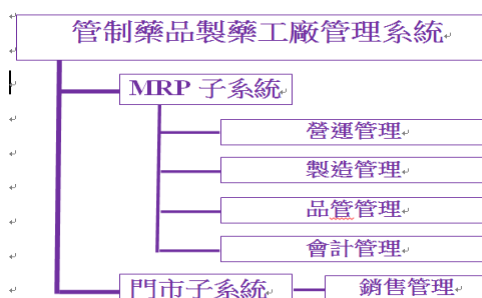 管制藥品製藥工廠管理系統
MRP 子系統
營運管理
製造管理
品管管理
會計管理
門市子系統
銷售管理